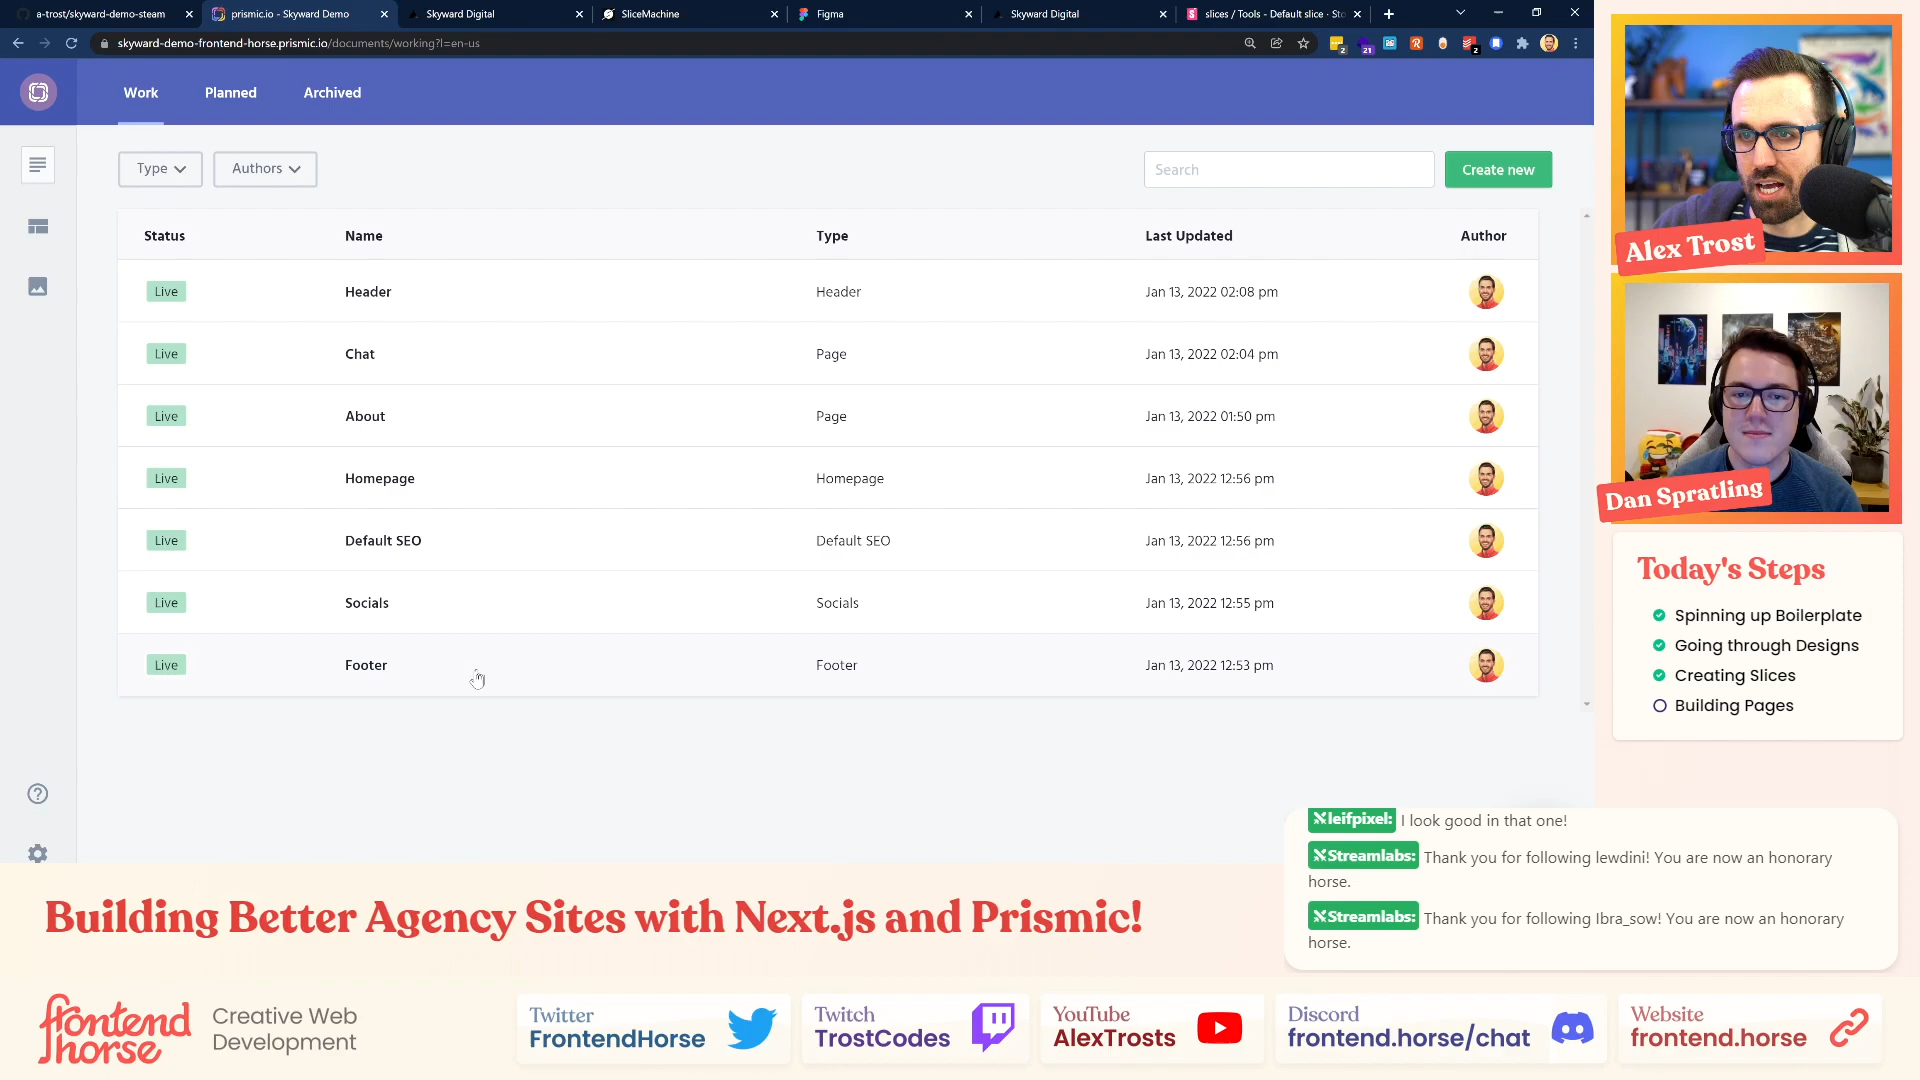 a-trost/skyward-demo-steam
prismic.io - Skyward Demo
Skyward Digital
SliceMachine
Figma
Skyward Digital
slices / Tools - Default slice · Sto
skyward-demo-frontend-horse.prismic.io/documents/working?l=en-us
2
21
2
Work
Planned
Archived
Type
Authors
Search
Create new
Status
Name
Type
Last Updated
Author
Live
Header
Header
Jan 13, 2022 02:08 pm
Live
Chat
Page
Jan 13, 2022 02:04 pm
Live
About
Page
Jan 13, 2022 01:50 pm
Live
Homepage
Homepage
Jan 13, 2022 12:56 pm
Live
Default SEO
Default SEO
Jan 13, 2022 12:56 pm
Live
Socials
Socials
Jan 13, 2022 12:55 pm
Live
Footer
Footer
Jan 13, 2022 12:53 pm
Alex Trost
Dan Spratling
Today's Steps
Spinning up Boilerplate
Going through Designs
Creating Slices
Building Pages
leifpixel: I look good in that one!
Streamlabs: Thank you for following lewdini! You are now an honorary
horse.
Streamlabs: Thank you for following Ibra_sow! You are now an honorary
horse.
Building Better Agency Sites with Next.js and Prismic!
frontend
horse
Creative Web
Development
Twitter
FrontendHorse
Twitch
TrostCodes
YouTube
AlexTrosts
Discord
frontend.horse/chat
Website
frontend.horse